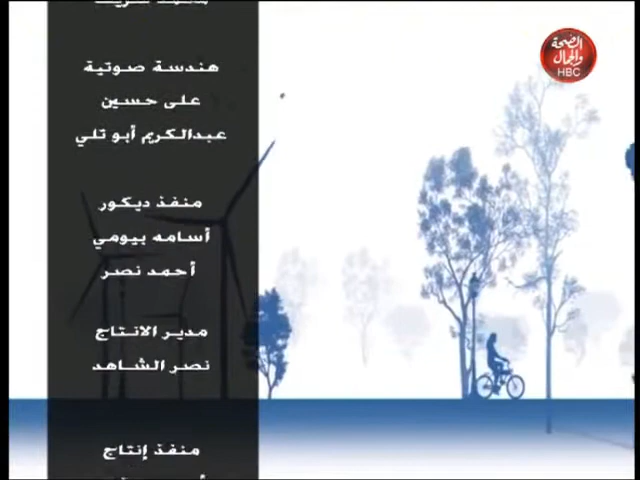 هندسة صوتية
على حسين
عبدالكريم أبو تلي
منفذ ديكور
أسامه بيومي
أحمد نصر
مدير الانتاج
نصر الشاهد
منفذ إنتاج
الصحة
والجمال
HBC